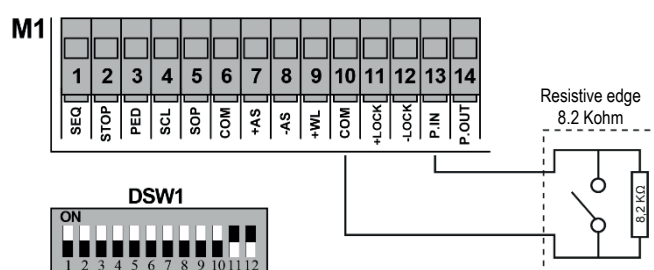 M1
1 2 3 4 5 6 7 8 9 10 11 12 13 14
SEQ STOP PED SCL SOP COM +AS -AS +WL COM +LOCK -LOCK P.IN P.OUT
Resistive edge
8.2 Kohm
8,2 KΩ
DSW1
ON
1 2 3 4 5 6 7 8 9 10 11 12